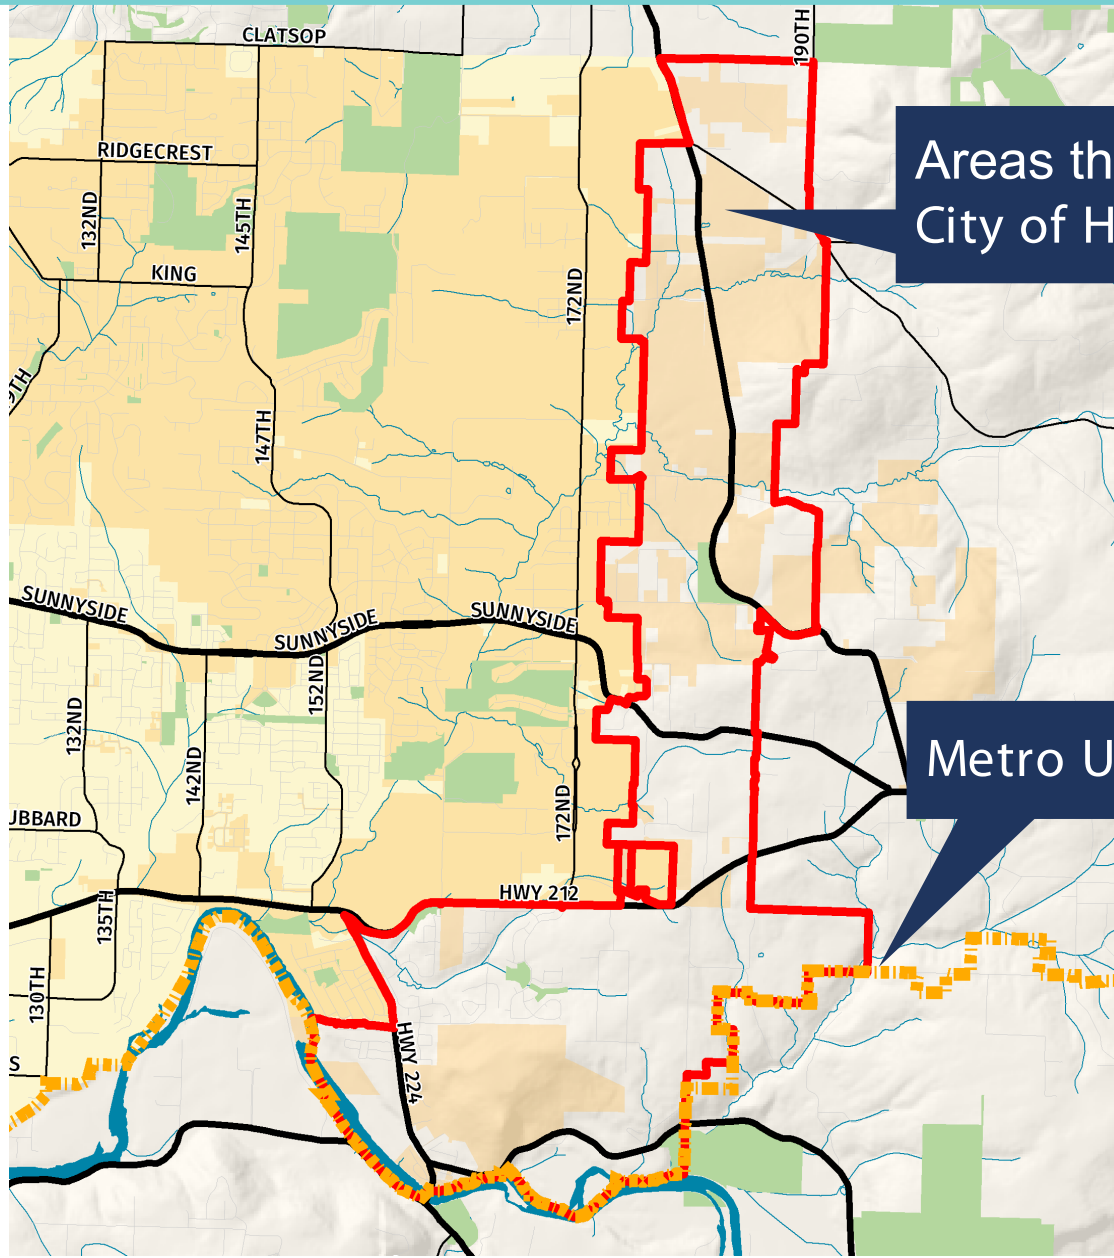 CLATSOP
190TH
RIDGECREST
Areas th
City of H
132ND
145TH
KING
172ND
9TH
147TH
SUNNYSIDE
SUNNYSIDE
SUNNYSIDE
152ND
132ND
142ND
Metro U
172ND
UBBARD
HWY 212
135TH
130TH
HWY 224
S